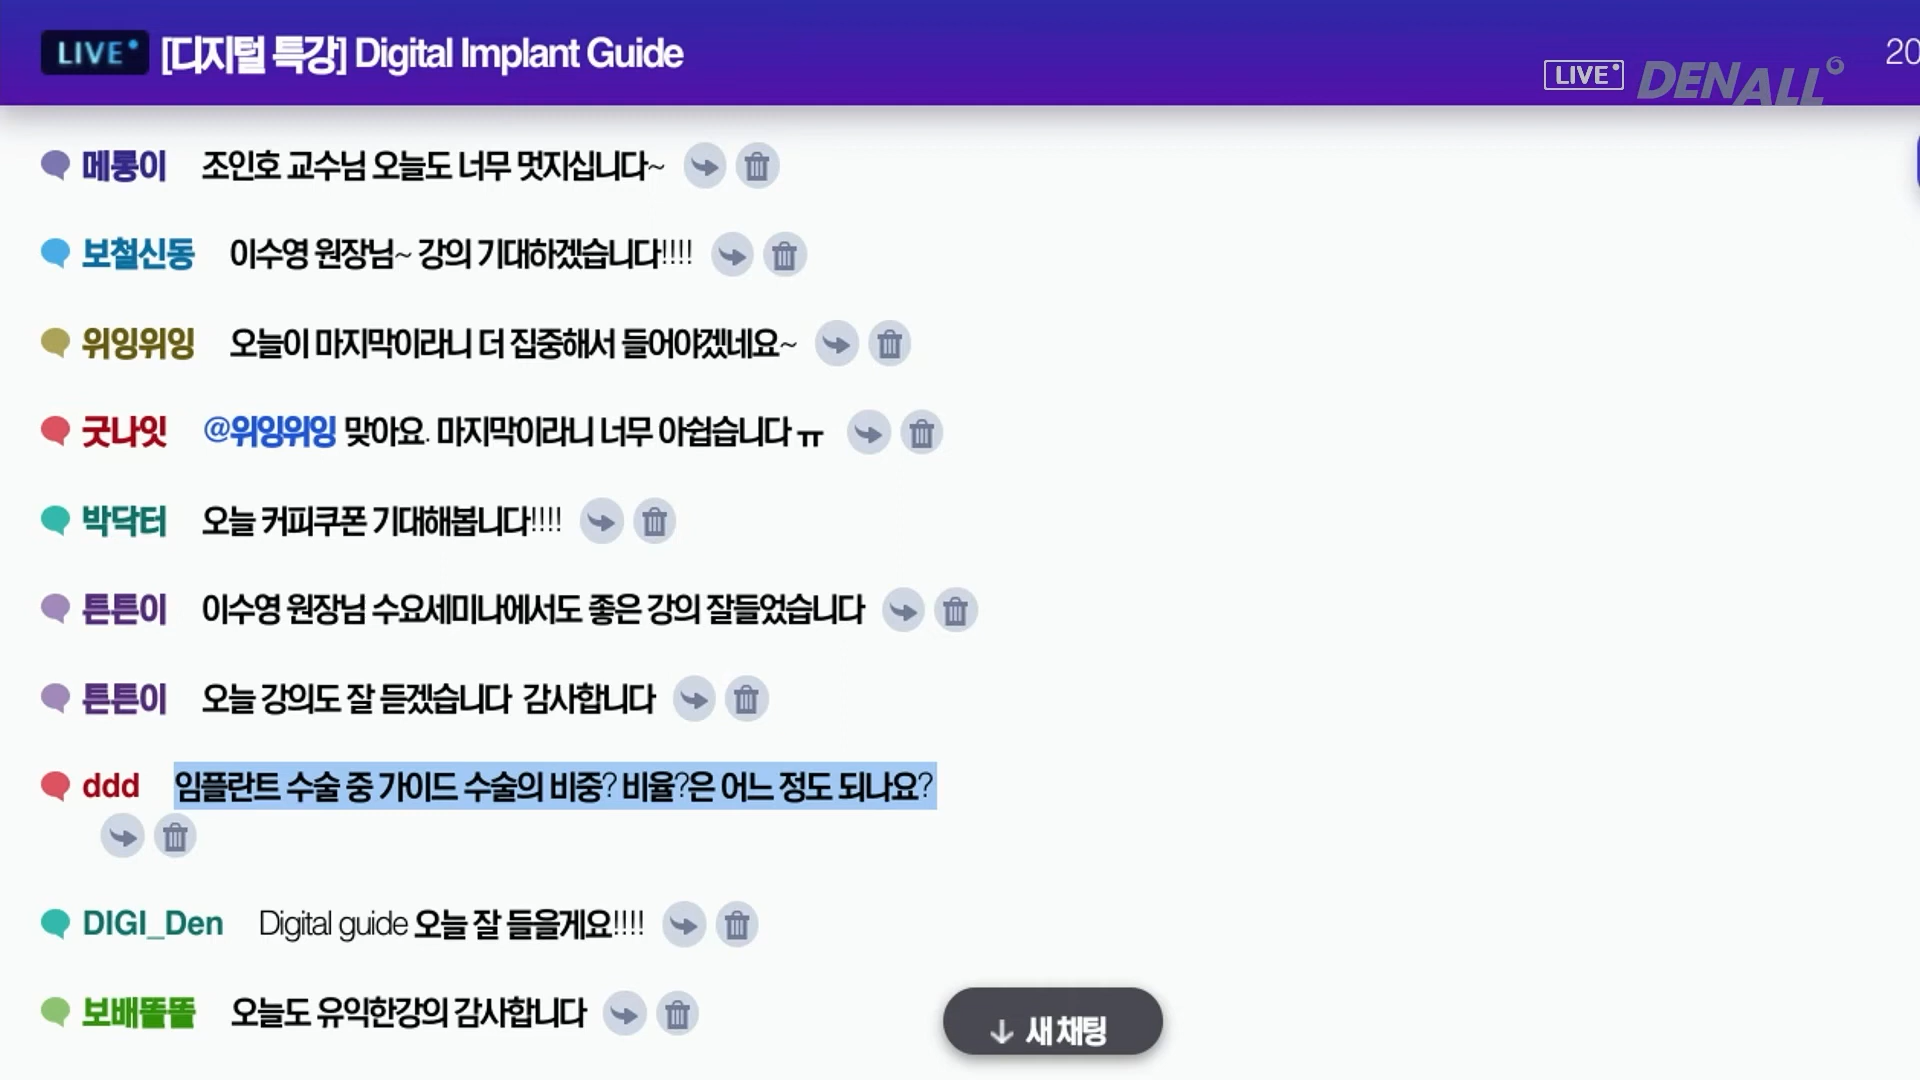 LIVE [디지털 특강] Digital Implant Guide
LIVE DENALL
20
메롱이 조인호 교수님 오늘도 너무 멋지십니다~
보철신동 이수영 원장님~ 강의 기대하겠습니다!!!!
위잉위잉 오늘이 마지막이라니 더 집중해서 들어야겠네요~
굿나잇 @위잉위잉 맞아요. 마지막이라니 너무 아쉽습니다 ㅠ
박닥터 오늘 커피쿠폰 기대해봅니다!!!!
튼튼이 이수영 원장님 수요세미나에서도 좋은 강의 잘들었습니다
튼튼이 오늘 강의도 잘 듣겠습니다 감사합니다
ddd 임플란트 수술 중 가이드 수술의 비중? 비율?은 어느 정도 되나요?
DIGI_Den Digital guide 오늘 잘 들을게요!!!!
보배똘똘 오늘도 유익한강의 감사합니다
↓ 새 채팅